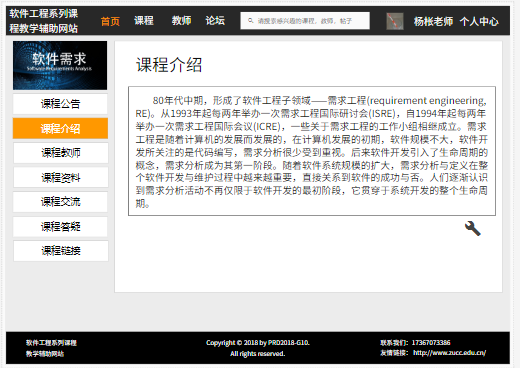 软件工程系列课
程教学辅助网站
首页 课程 教师 论坛
请搜索感兴趣的课程，教师，帖子
杨枨老师 个人中心
软件需求
Software Requirements Analysis
课程公告
课程介绍
课程教师
课程资料
课程交流
课程答疑
课程链接
课程介绍
80年代中期，形成了软件工程子领域——需求工程(requirement engineering,
RE)。从1993年起每两年举办一次需求工程国际研讨会(ISRE)，自1994年起每两年
举办一次需求工程国际会议(ICRE)，一些关于需求工程的工作小组相继成立。需求
工程是随着计算机的发展而发展的，在计算机发展的初期，软件规模不大，软件开
发所关注的是代码编写，需求分析很少受到重视。后来软件开发引入了生命周期的
概念，需求分析成为其第一阶段。随着软件系统规模的扩大，需求分析与定义在整
个软件开发与维护过程中越来越重要，直接关系到软件的成功与否。人们逐渐认识
到需求分析活动不再仅限于软件开发的最初阶段，它贯穿于系统开发的整个生命周
期。
软件工程系列课程
教学辅助网站
Copyright © 2018 by PRD2018-G10.
All rights reserved.
联系我们：17367073386
友情链接： http://www.zucc.edu.cn/